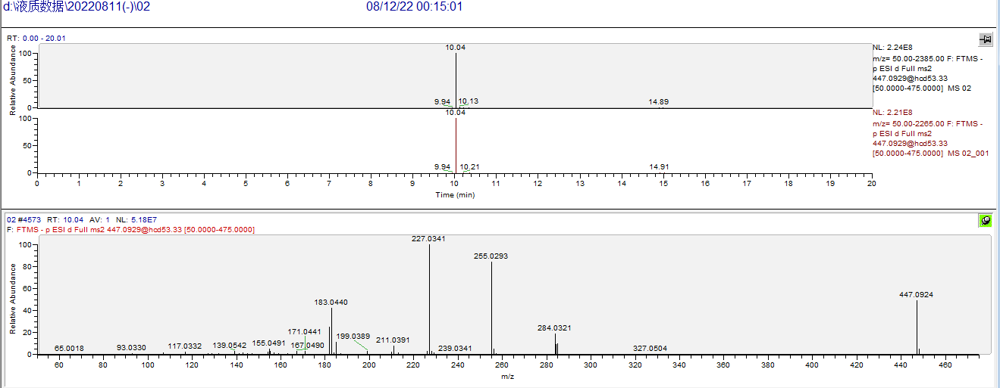 d:\液质数据\20220811(-)\02 08/12/22 00:15:01
RT: 0.00 - 20.01
Relative Abundance
100
50
0
10.04
9.94
10.13
14.89
NL: 2.24E8
m/z= 50.00-2385.00 F: FTMS -
p ESI d Full ms2
447.0929@hcd53.33
[50.0000-475.0000] MS 02
100
50
0
10.04
9.94
10.21
14.91
NL: 2.21E8
m/z= 50.00-2265.00 F: FTMS -
p ESI d Full ms2
447.0929@hcd53.33
[50.0000-475.0000] MS 02_001
0 1 2 3 4 5 6 7 8 9 10 11 12 13 14 15 16 17 18 19 20
Time (min)
02 #4573 RT: 10.04 AV: 1 NL: 5.18E7
F: FTMS - p ESI d Full ms2 447.0929@hcd53.33 [50.0000-475.0000]
Relative Abundance
100
80
60
40
20
0
227.0341
255.0293
447.0924
183.0440
284.0321
171.0441
199.0389
211.0391
65.0018
93.0330
117.0332
139.0542
155.0491
167.0490
239.0341
327.0504
60 80 100 120 140 160 180 200 220 240 260 280 300 320 340 360 380 400 420 440 460
m/z